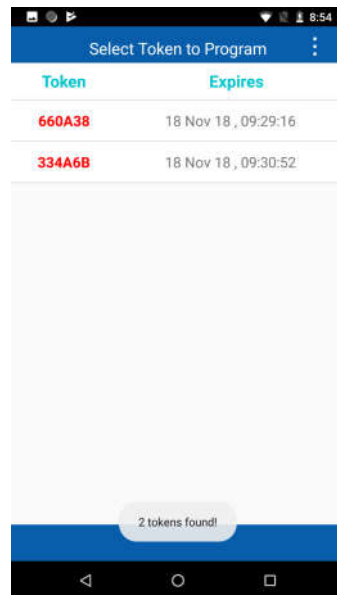 8:54
Select Token to Program
Token Expires
660A38 18 Nov 18 , 09:29:16
334A6B 18 Nov 18 , 09:30:52
2 tokens found!